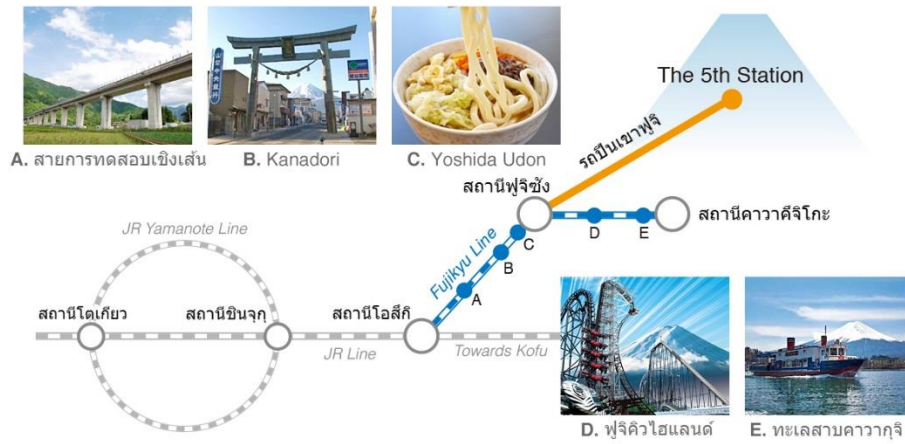 The 5th Station
A. สายการทดสอบเชิงเส้น
B. Kanadori
C. Yoshida Udon
รถปีนเขาฟูจิ
สถานีฟูจิซัง
สถานีคาวาคีจิโกะ
C
D
E
JR Yamanote Line
Fujikyu Line
B
A
สถานีโตเกียว
สถานีชินจุกุ
สถานีโอสึกิ
JR Line
Towards Kofu
D. ฟูจิคิวไฮแลนด์
E. ทะเลสาบคาวากุจิ